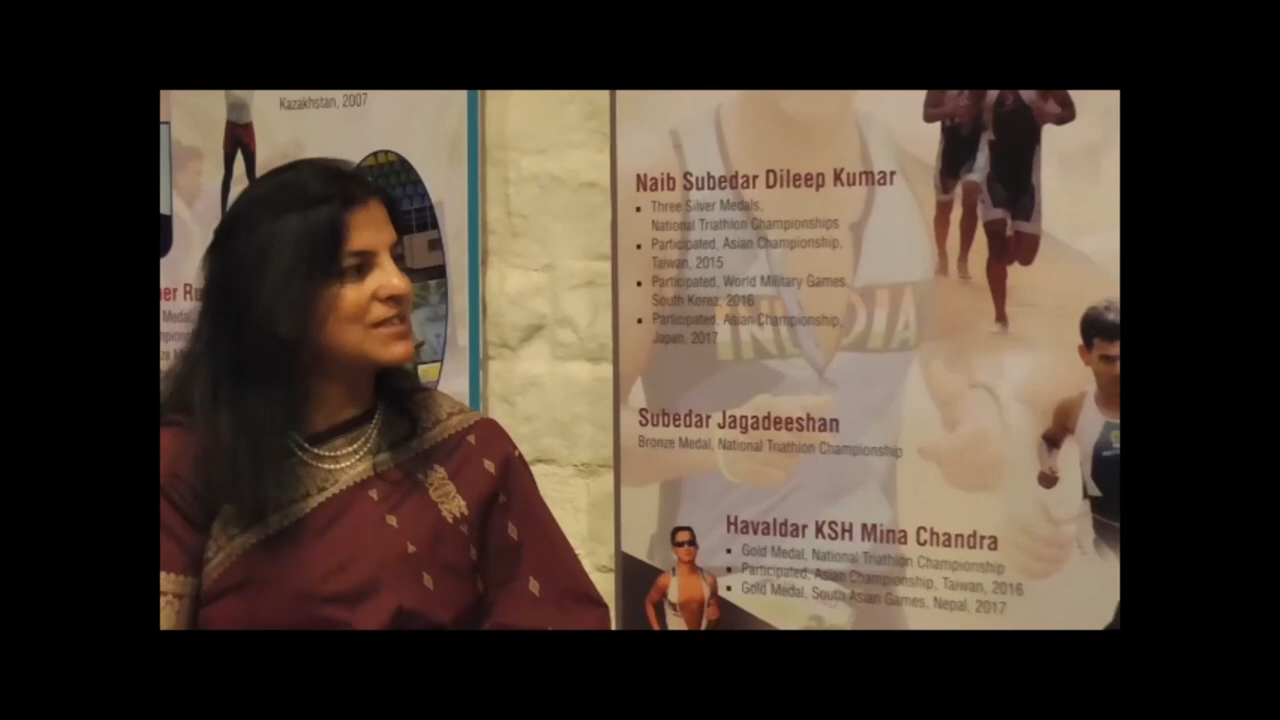 Kazakhstan, 2007
Medal,
Naib Subedar Dileep Kumar
▪ Three Silver Medals,
National Triathlon Championships
▪ Participated, Asian Championship,
Taiwan, 2015
▪ Participated, World Military Games,
South Korea, 2016
▪ Participated, Asian Championship,
Japan, 2017
INDIA
Subedar Jagadeeshan
Bronze Medal, National Triathlon Championship
Havaldar KSH Mina Chandra
▪ Gold Medal, National Triathlon Championship
▪ Participated, Asian Championship, Taiwan, 2016
▪ Gold Medal, South Asian Games, Nepal, 2017